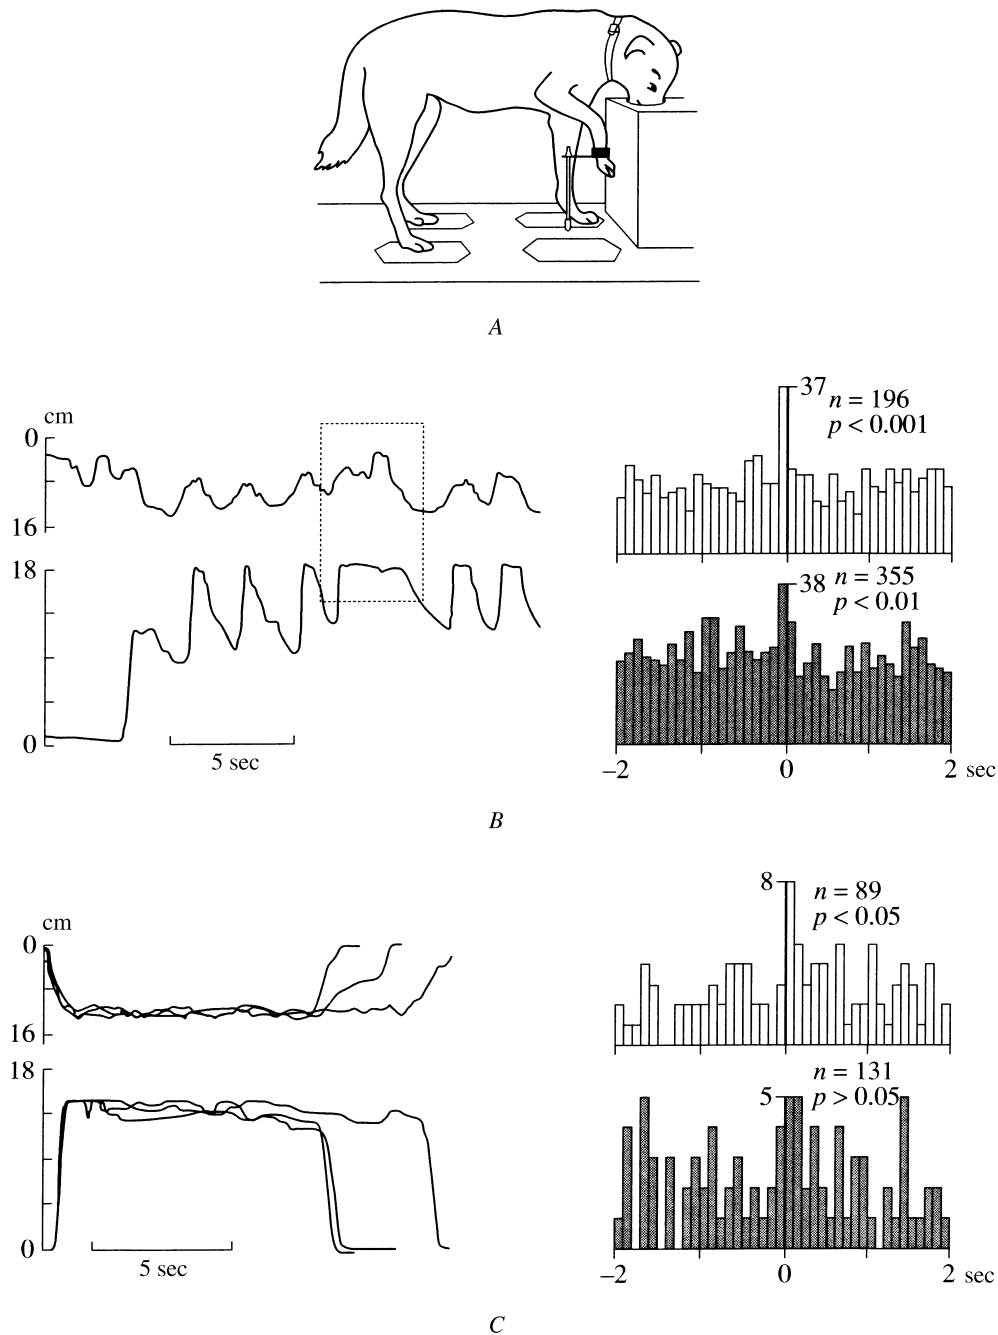 A
cm
0
16
18
0
5 sec
37
n = 196
p < 0.001
38
n = 355
p < 0.01
–2
0
2 sec
B
cm
0
16
18
0
5 sec
8
n = 89
p < 0.05
n = 131
5
p > 0.05
–2
0
2 sec
C